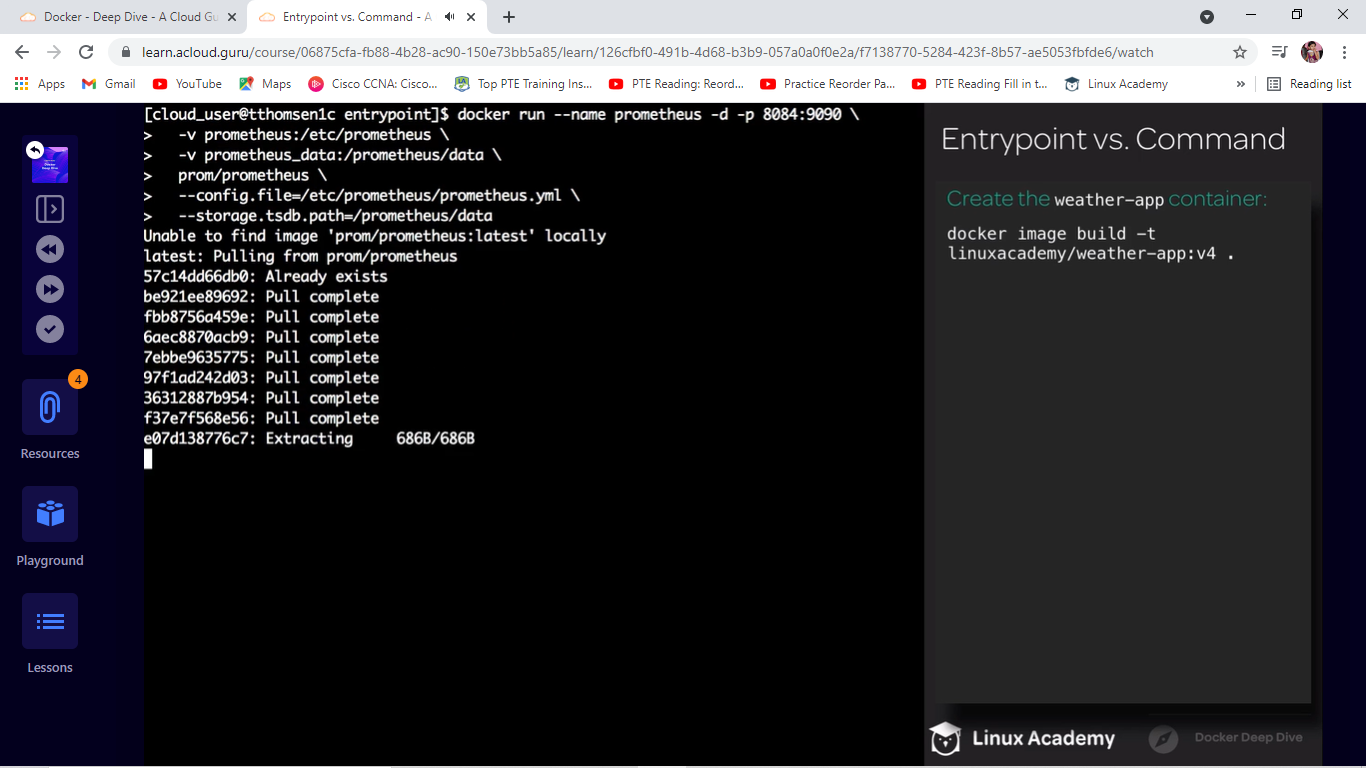 Docker - Deep Dive - A Cloud Gu
Entrypoint vs. Command - A
learn.acloud.guru/course/06875cfa-fb88-4b28-ac90-150e73bb5a85/learn/126cfbf0-491b-4d68-b3b9-057a0a0f0e2a/f7138770-5284-423f-8b57-ae5053fbfde6/watch
Apps Gmail YouTube Maps Cisco CCNA: Cisco... Top PTE Training Ins... PTE Reading: Reord... Practice Reorder Pa... PTE Reading Fill in t... Linux Academy » Reading list
[cloud_user@tthomsen1c entrypoint]$ docker run --name prometheus -d -p 8084:9090 \
> -v prometheus:/etc/prometheus \
> -v prometheus_data:/prometheus/data \
> prom/prometheus \
> --config.file=/etc/prometheus/prometheus.yml \
> --storage.tsdb.path=/prometheus/data
Unable to find image 'prom/prometheus:latest' locally
latest: Pulling from prom/prometheus
57c14dd66db0: Already exists
be921ee89692: Pull complete
fbb8756a459e: Pull complete
6aec8870acb9: Pull complete
7ebbe9635775: Pull complete
97f1ad242d03: Pull complete
36312887b954: Pull complete
f37e7f568e56: Pull complete
e07d138776c7: Extracting 686B/686B
4
Resources
Playground
Lessons
Entrypoint vs. Command
Create the weather-app container:
docker image build -t
linuxacademy/weather-app:v4 .
Linux Academy
Docker Deep Dive